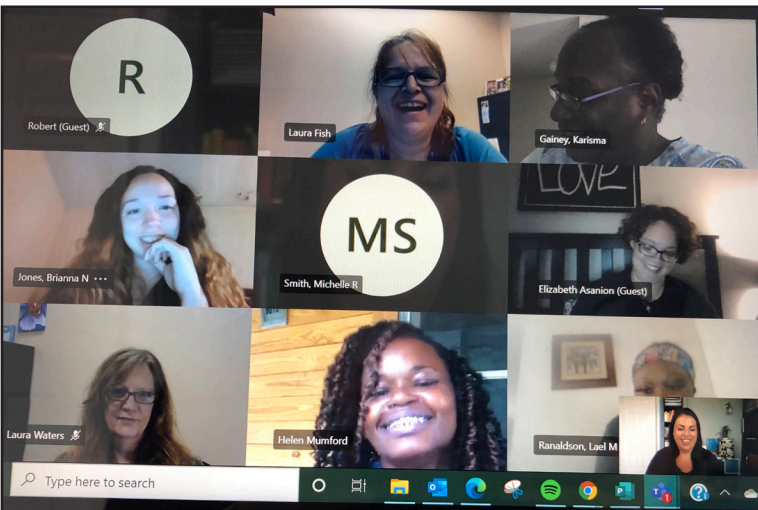 R
Robert (Guest)
Laura Fish
Gainey, Karisma
Jones, Brianna N •••
MS
Smith, Michelle R
LOVE
Elizabeth Asanion (Guest)
Laura Waters
Helen Mumford
Ranaldson, Lael M
Type here to search